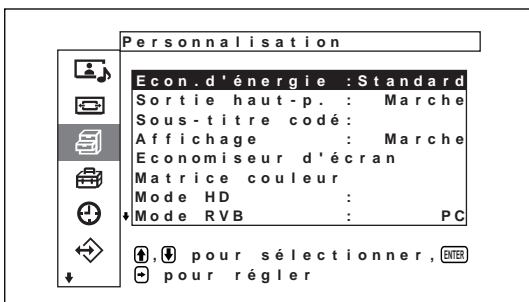 Personnalisation
Econ.d'énergie :Standard
Sortie haut-p. : Marche
Sous-titre codé:
Affichage : Marche
Economiseur d'écran
Matrice couleur
Mode HD :
Mode RVB : PC
pour sélectionner, ENTER
pour régler